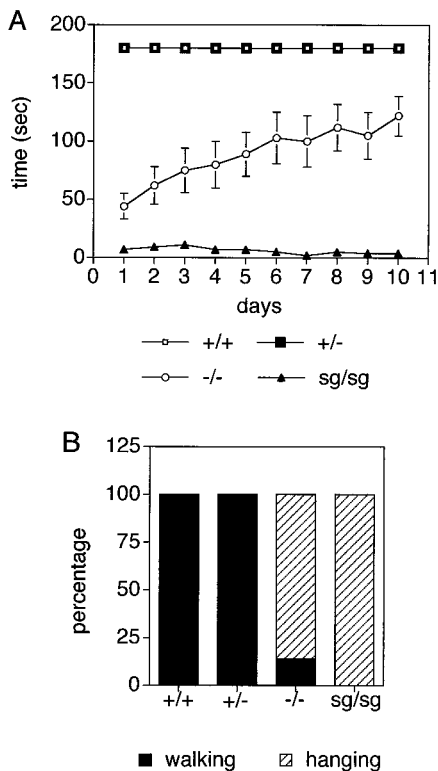 A
200
150
100
50
0
time (sec)
0 1 2 3 4 5 6 7 8 9 10 11
days
+/+ +/-
-/- sg/sg
B
125
100
75
50
25
0
percentage
+/+ +/- -/- sg/sg
walking hanging